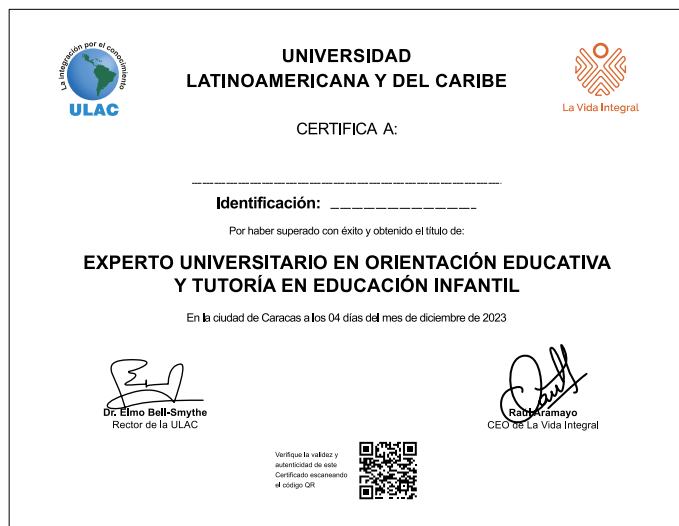 La integración por el conocimiento
ULAC
UNIVERSIDAD
LATINOAMERICANA Y DEL CARIBE
La Vida Integral
CERTIFICA A:
Identificación:
Por haber superado con éxito y obtenido el título de:
EXPERTO UNIVERSITARIO EN ORIENTACIÓN EDUCATIVA
Y TUTORÍA EN EDUCACIÓN INFANTIL
En la ciudad de Caracas a los 04 días del mes de diciembre de 2023
Dr. Elmo Bell-Smythe
Rector de la ULAC
Raúl Aramayo
CEO de La Vida Integral
Verifique la validez y
autenticidad de este
Certificado escaneando
el código QR